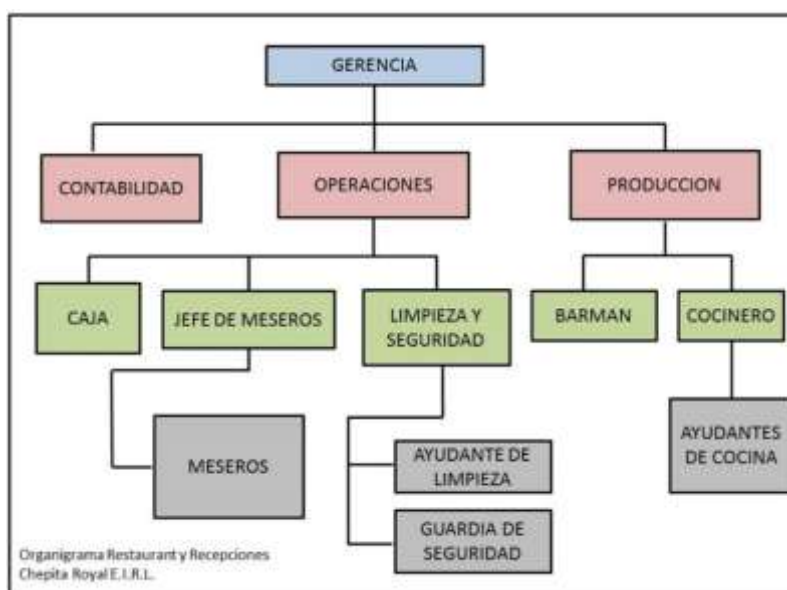 GERENCIA
CONTABILIDAD
OPERACIONES
PRODUCCION
CAJA
JEFE DE MESEROS
LIMPIEZA Y
SEGURIDAD
BARMAN
COCINERO
MESEROS
AYUDANTE DE
LIMPIEZA
AYUDANTES
DE COCINA
GUARDIA DE
SEGURIDAD
Organigrama Restaurant y Recepciones
Chepita Royal E.I.R.L.